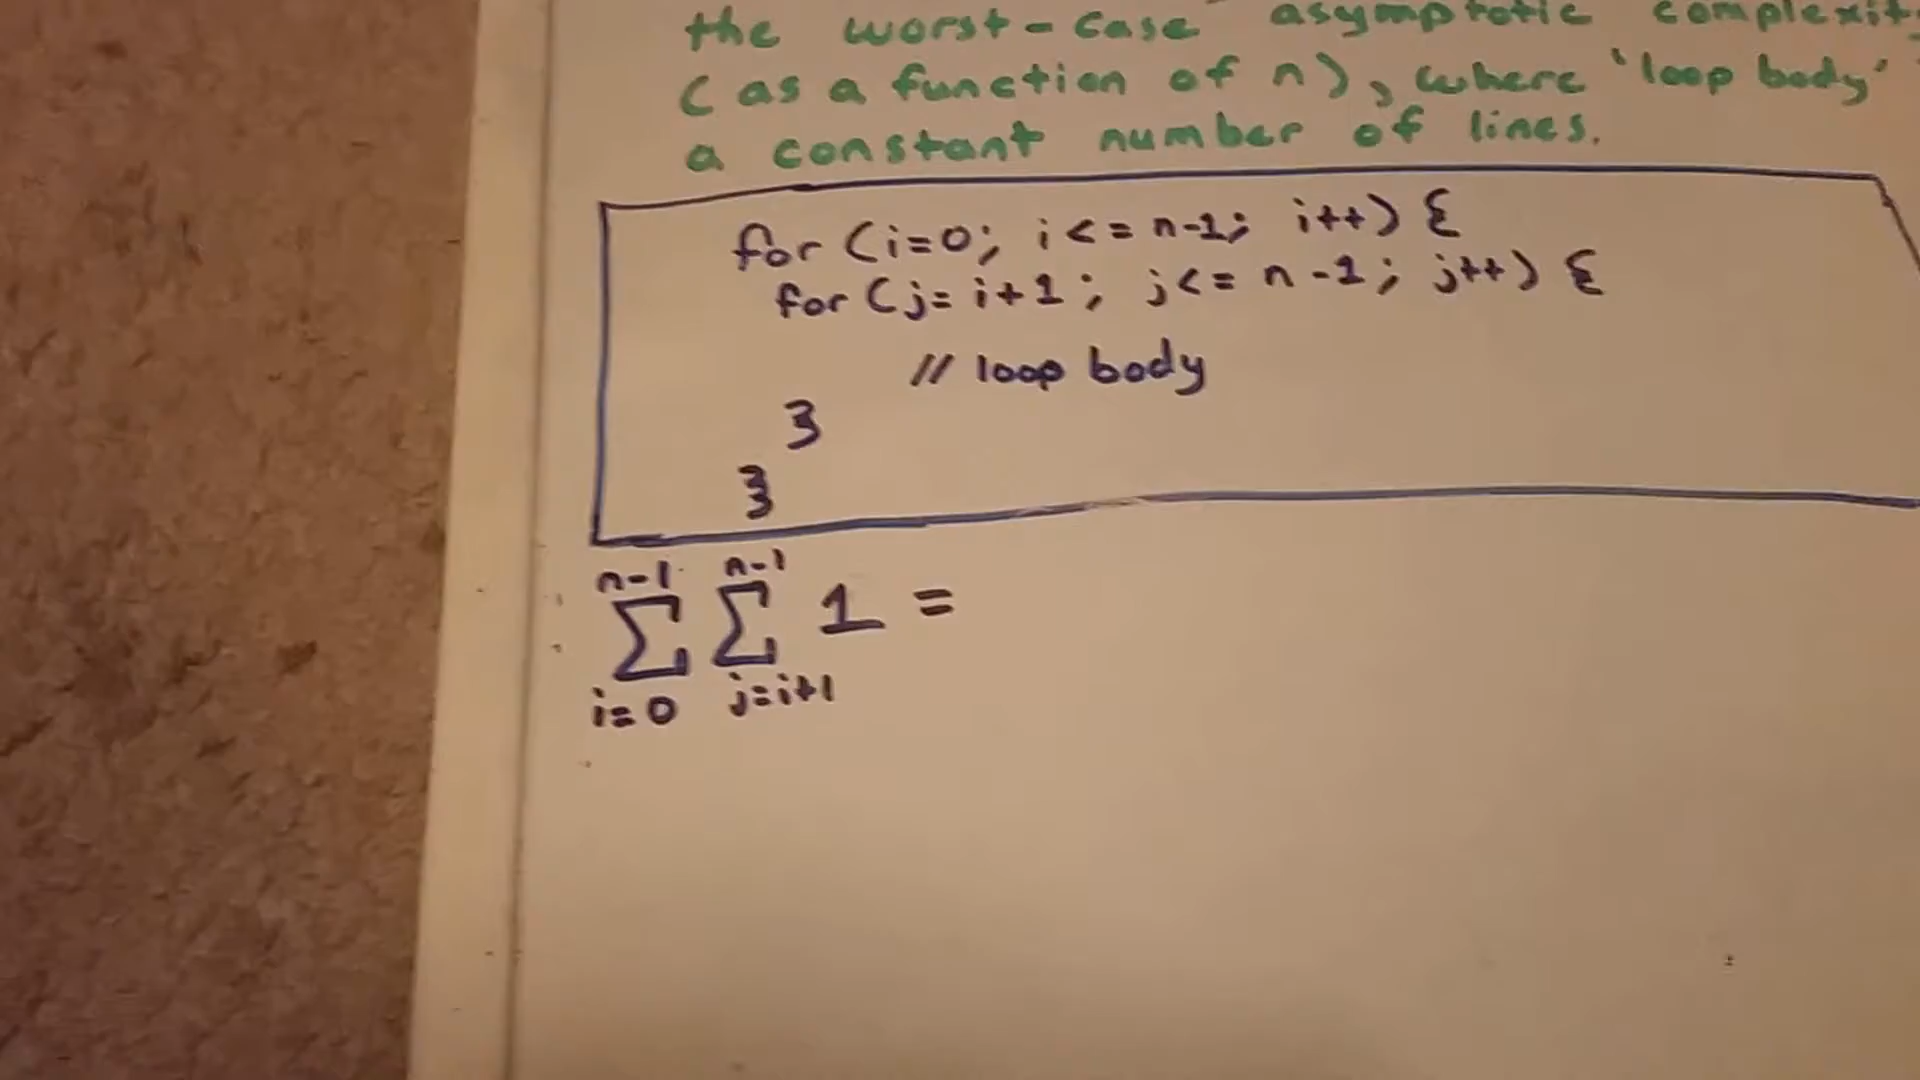 the worst-case asymptotic
(as a function of n), where 'loop body'
a constant number of lines.
for (i=0; i<=n-1; i++) {
for (j=i+1; j<=n-1; j++) {
// loop body
}
}
n-1 n-1
∑ ∑ 1 =
i=0 j=i+1